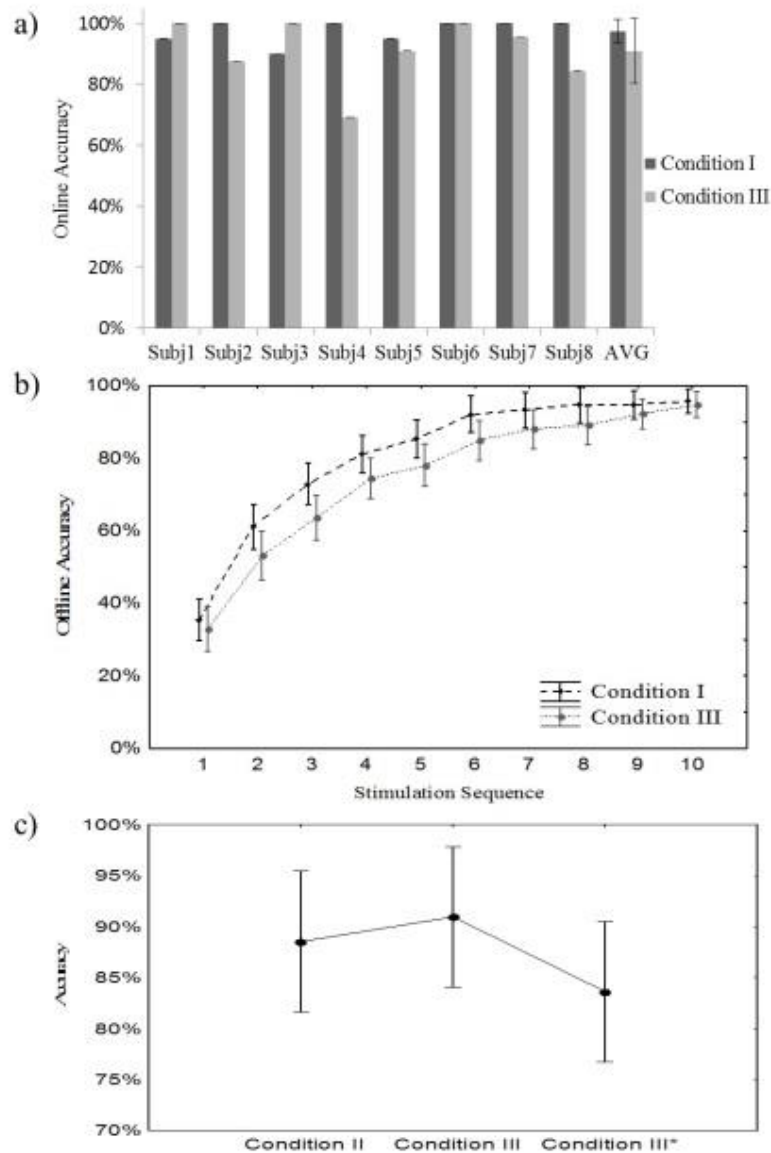 a)
100%
80%
60%
40%
20%
0%
Online Accuracy
Subj1 Subj2 Subj3 Subj4 Subj5 Subj6 Subj7 Subj8 AVG
Condition I
Condition III
b)
100%
80%
60%
40%
20%
0%
Offline Accuracy
Condition I
Condition III
1 2 3 4 5 6 7 8 9 10
Stimulation Sequence
c)
100%
95%
90%
85%
80%
75%
70%
Accuracy
Condition II Condition III Condition III*